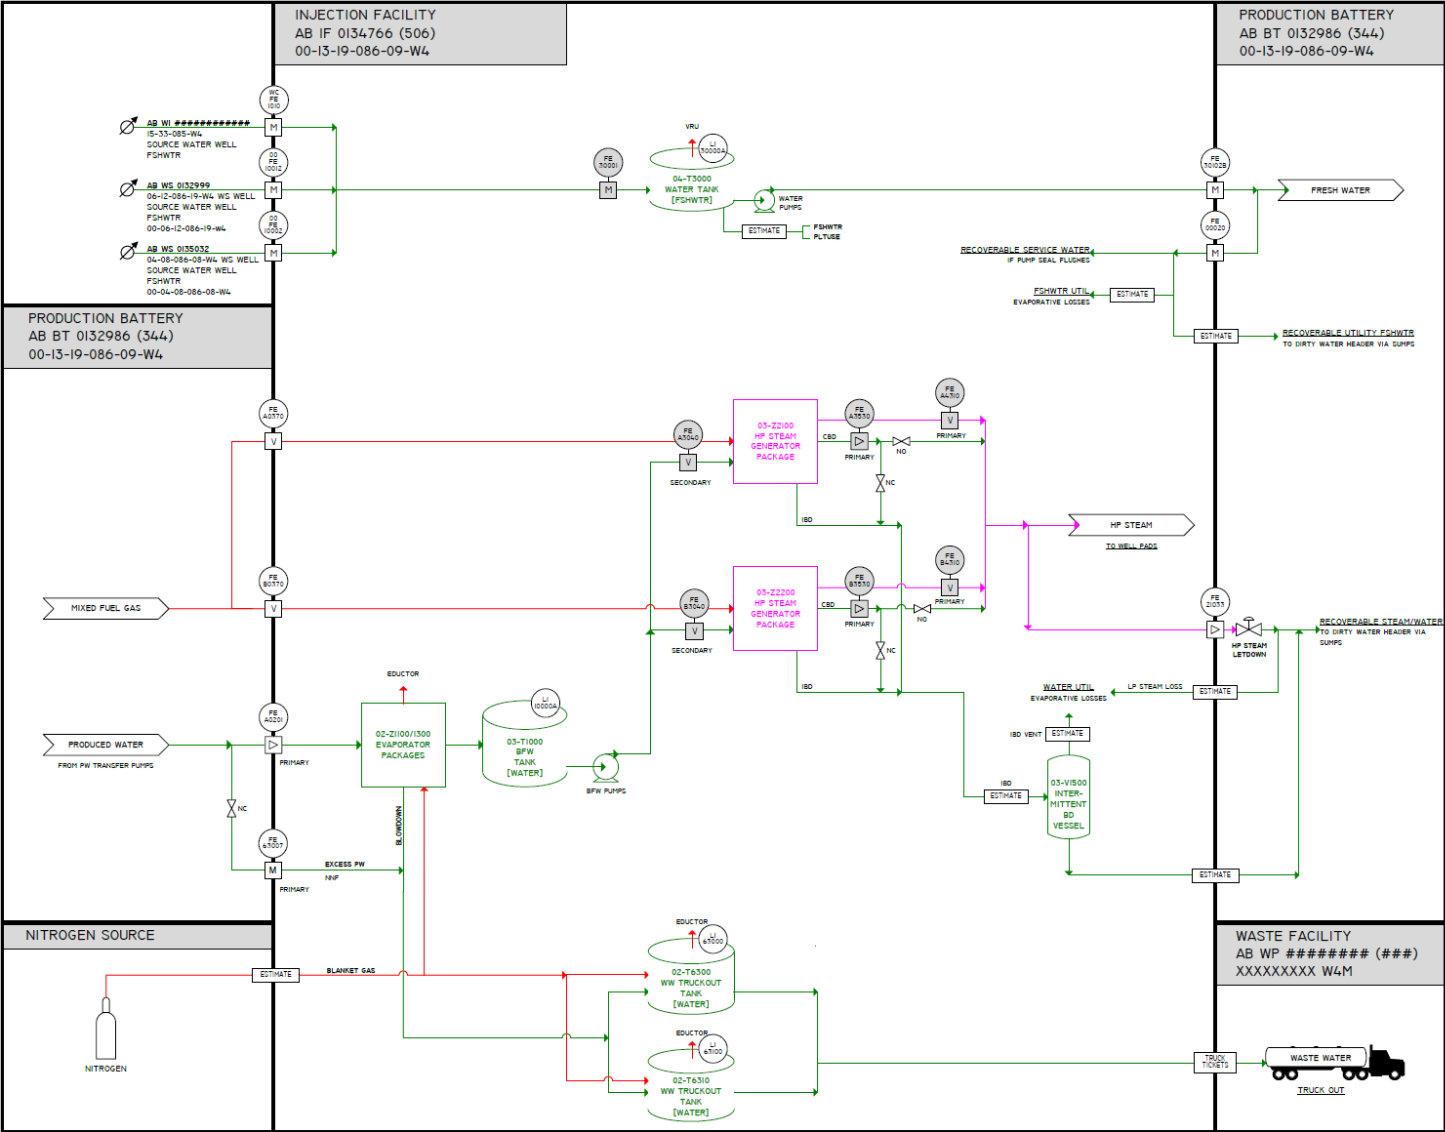 INJECTION FACILITY
AB IF 0134766 (506)
00-13-19-086-09-W4
PRODUCTION BATTERY
AB BT 0132986 (344)
00-13-19-086-09-W4
WC
FE
1010
AB WI ############
M
15-33-085-W4
SOURCE WATER WELL
FSHWTR
00
FE
10012
AB WS 0132999
M
06-12-086-19-W4 WS WELL
SOURCE WATER WELL
FSHWTR
00-06-12-086-19-W4
00
FE
10002
AB WS 0135032
M
04-08-086-08-W4 WS WELL
SOURCE WATER WELL
FSHWTR
00-04-08-086-08-W4
FE
30001
M
VRU
LI
30000A
04-T3000
WATER TANK
[FSHWTR]
WATER
PUMPS
ESTIMATE
FSHWTR
PLTUSE
FE
30102B
M
FRESH WATER
FE
00020
M
RECOVERABLE SERVICE WATER
IF PUMP SEAL FLUSHES
FSHWTR UTIL
EVAPORATIVE LOSSES
ESTIMATE
ESTIMATE
RECOVERABLE UTILITY FSHWTR
TO DIRTY WATER HEADER VIA SUMPS
PRODUCTION BATTERY
AB BT 0132986 (344)
00-13-19-086-09-W4
FE
A0370
V
FE
A3040
V
SECONDARY
03-Z2100
HP STEAM
GENERATOR
PACKAGE
CBD
FE
A3530
PRIMARY
FE
A4310
V
PRIMARY
NO
NC
IBD
HP STEAM
TO WELL PADS
FE
B0370
V
MIXED FUEL GAS
FE
B3040
V
SECONDARY
03-Z2200
HP STEAM
GENERATOR
PACKAGE
CBD
FE
B3530
PRIMARY
FE
B4310
V
PRIMARY
NO
NC
IBD
FE
21033
HP STEAM
LETDOWN
RECOVERABLE STEAM/WATER
TO DIRTY WATER HEADER VIA
SUMPS
WATER UTIL
EVAPORATIVE LOSSES
LP STEAM LOSS
ESTIMATE
IBD VENT
ESTIMATE
IBD
ESTIMATE
03-V1500
INTER-
MITTENT
BD
VESSEL
ESTIMATE
PRODUCED WATER
FROM PW TRANSFER PUMPS
FE
A0201
PRIMARY
EDUCTOR
02-Z1100/1300
EVAPORATOR
PACKAGES
LI
10000A
03-T1000
BFW
TANK
[WATER]
BFW PUMPS
NC
FE
63007
M
PRIMARY
EXCESS PW
NNF
BLOWDOWN
NITROGEN SOURCE
ESTIMATE
BLANKET GAS
NITROGEN
EDUCTOR
LI
63000
02-T6300
WW TRUCKOUT
TANK
[WATER]
EDUCTOR
LI
63100
02-T6310
WW TRUCKOUT
TANK
[WATER]
WASTE FACILITY
AB WP ######## (###)
XXXXXXXXX W4M
TRUCK
TICKETS
WASTE WATER
TRUCK OUT